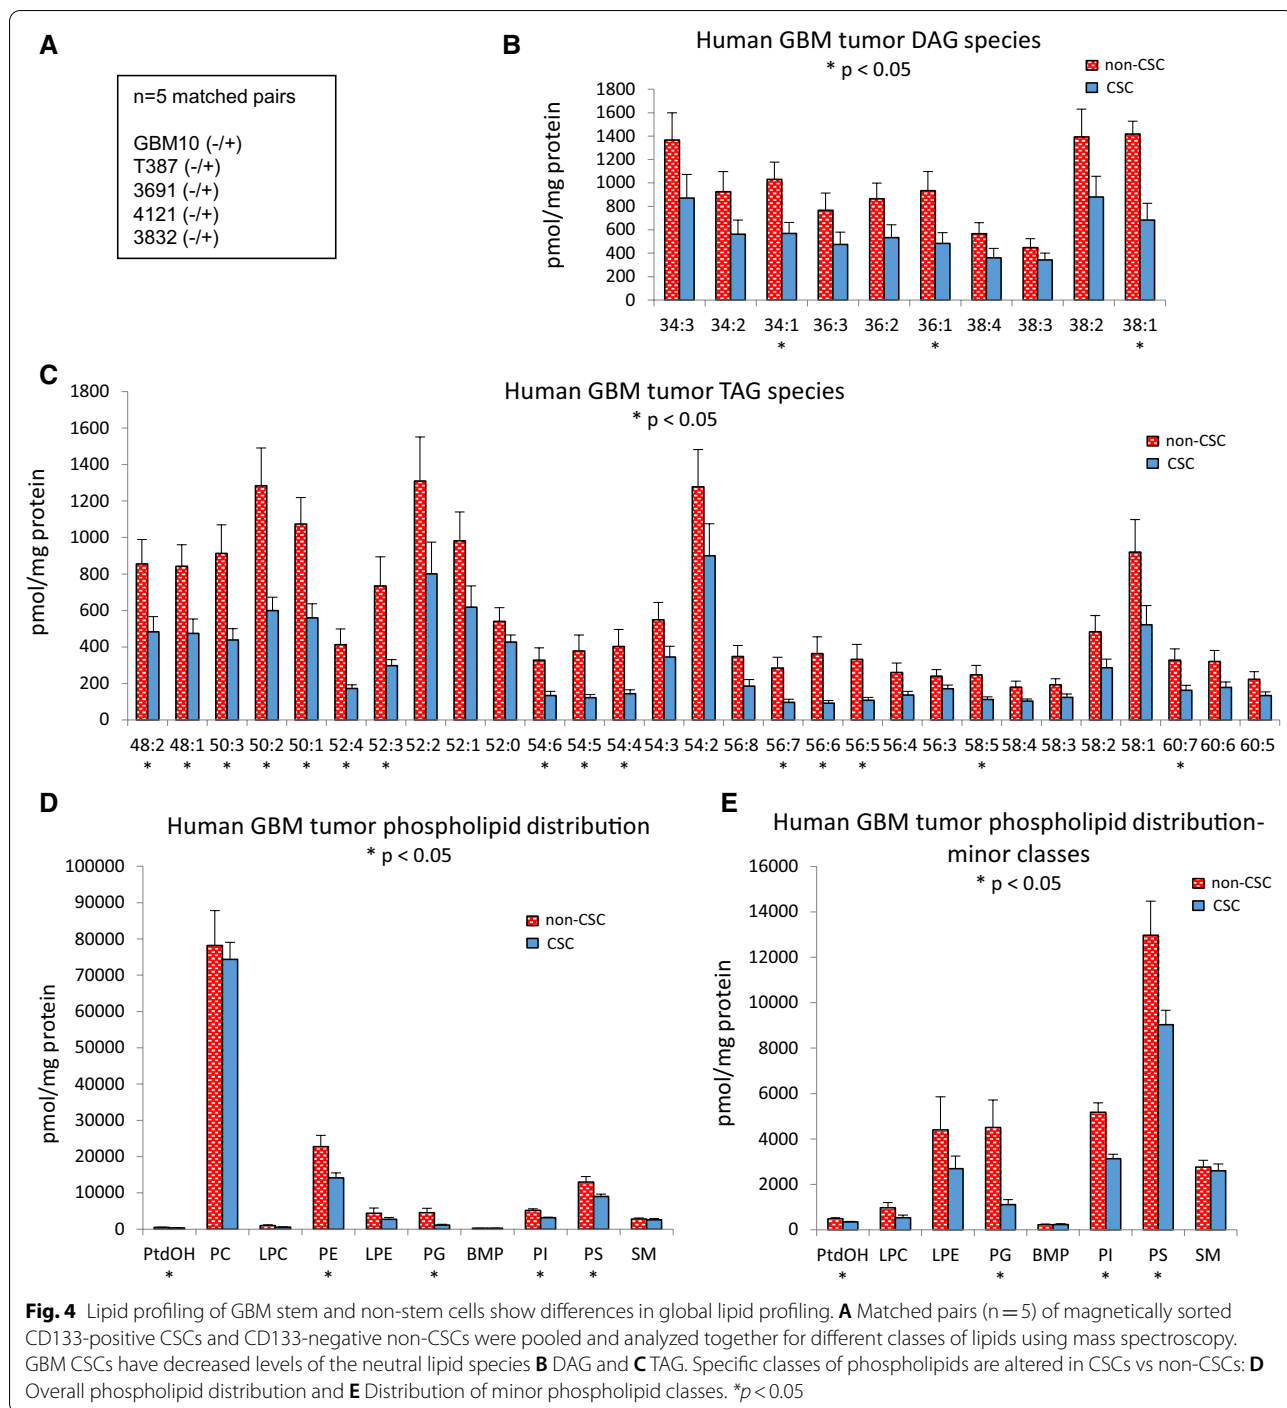 A
n=5 matched pairs
GBM10 (-/+)
T387 (-/+)
3691 (-/+)
4121 (-/+)
3832 (-/+)
B
Human GBM tumor DAG species
* p < 0.05
non-CSC
CSC
pmol/mg protein
1800
1600
1400
1200
1000
800
600
400
200
0
34:3 34:2 34:1 36:3 36:2 36:1 38:4 38:3 38:2 38:1
* * *
C
Human GBM tumor TAG species
* p < 0.05
non-CSC
CSC
pmol/mg protein
1800
1600
1400
1200
1000
800
600
400
200
0
48:2 48:1 50:3 50:2 50:1 52:4 52:3 52:2 52:1 52:0 54:6 54:5 54:4 54:3 54:2 56:8 56:7 56:6 56:5 56:4 56:3 58:5 58:4 58:3 58:2 58:1 60:7 60:6 60:5
* * * * * * * * * * * * * * *
D
Human GBM tumor phospholipid distribution
* p < 0.05
non-CSC
CSC
pmol/mg protein
100000
90000
80000
70000
60000
50000
40000
30000
20000
10000
0
PtdOH PC LPC PE LPE PG BMP PI PS SM
* * * * *
E
Human GBM tumor phospholipid distribution-
minor classes
* p < 0.05
non-CSC
CSC
pmol/mg protein
16000
14000
12000
10000
8000
6000
4000
2000
0
PtdOH LPC LPE PG BMP PI PS SM
* * * *
Fig. 4 Lipid profiling of GBM stem and non-stem cells show differences in global lipid profiling. A Matched pairs (n = 5) of magnetically sorted
CD133-positive CSCs and CD133-negative non-CSCs were pooled and analyzed together for different classes of lipids using mass spectroscopy.
GBM CSCs have decreased levels of the neutral lipid species B DAG and C TAG. Specific classes of phospholipids are altered in CSCs vs non-CSCs: D
Overall phospholipid distribution and E Distribution of minor phospholipid classes. *p < 0.05